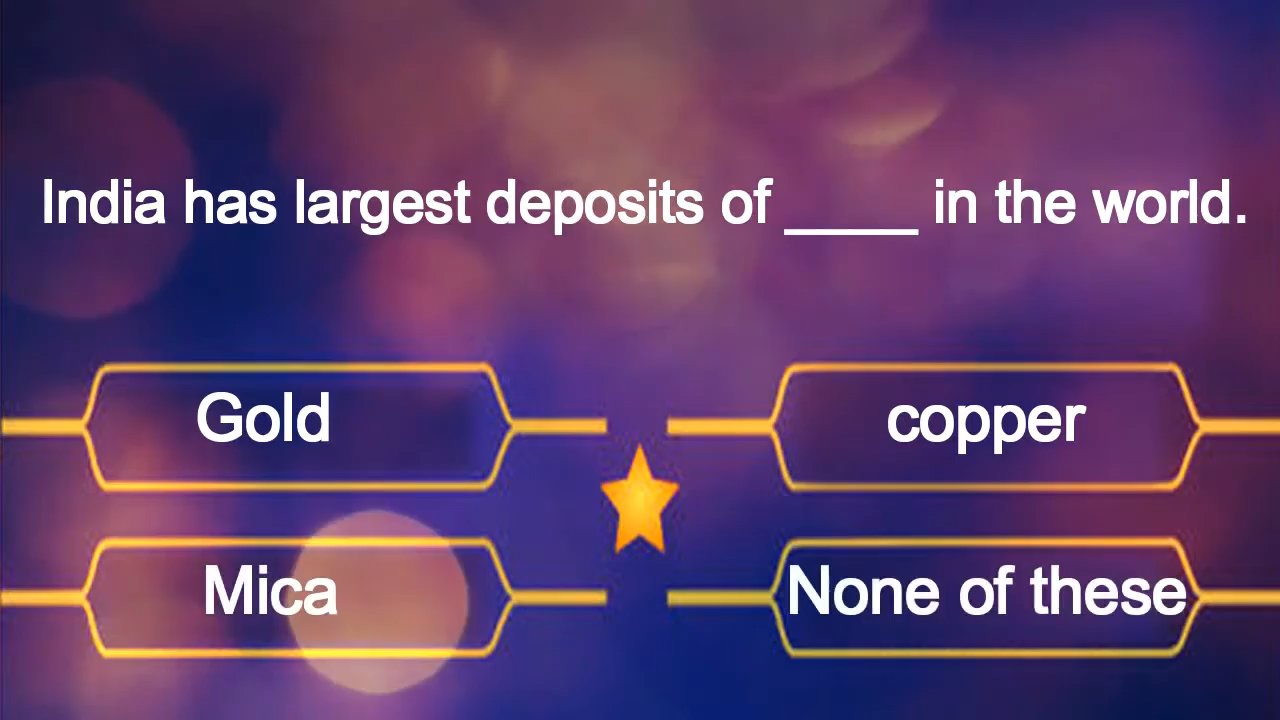 India has largest deposits of ____ in the world.
Gold
copper
Mica
None of these